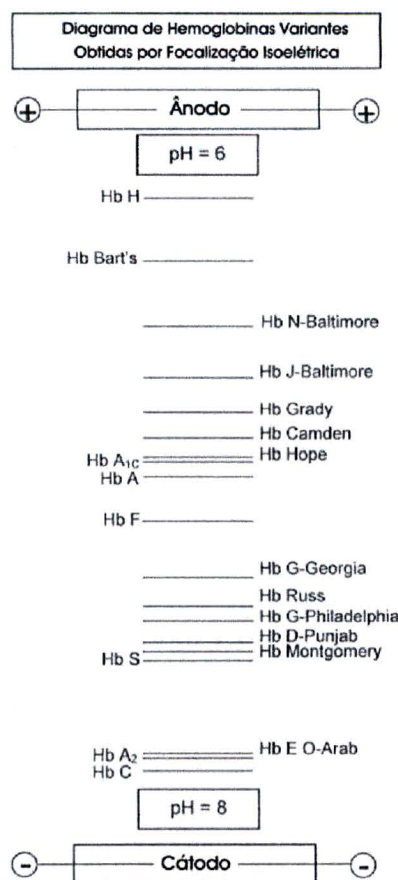 Diagrama de Hemoglobinas Variantes
Obtidas por Focalização Isoelétrica
+ Ânodo +
pH = 6
Hb H
Hb Bart's
Hb N-Baltimore
Hb J-Baltimore
Hb Grady
Hb Camden
Hb A1C Hb Hope
Hb A
Hb F
Hb G-Georgia
Hb Russ
Hb G-Philadelphia
Hb D-Punjab
Hb S Hb Montgomery
Hb A2 Hb E O-Arab
Hb C
pH = 8
- Cátodo -